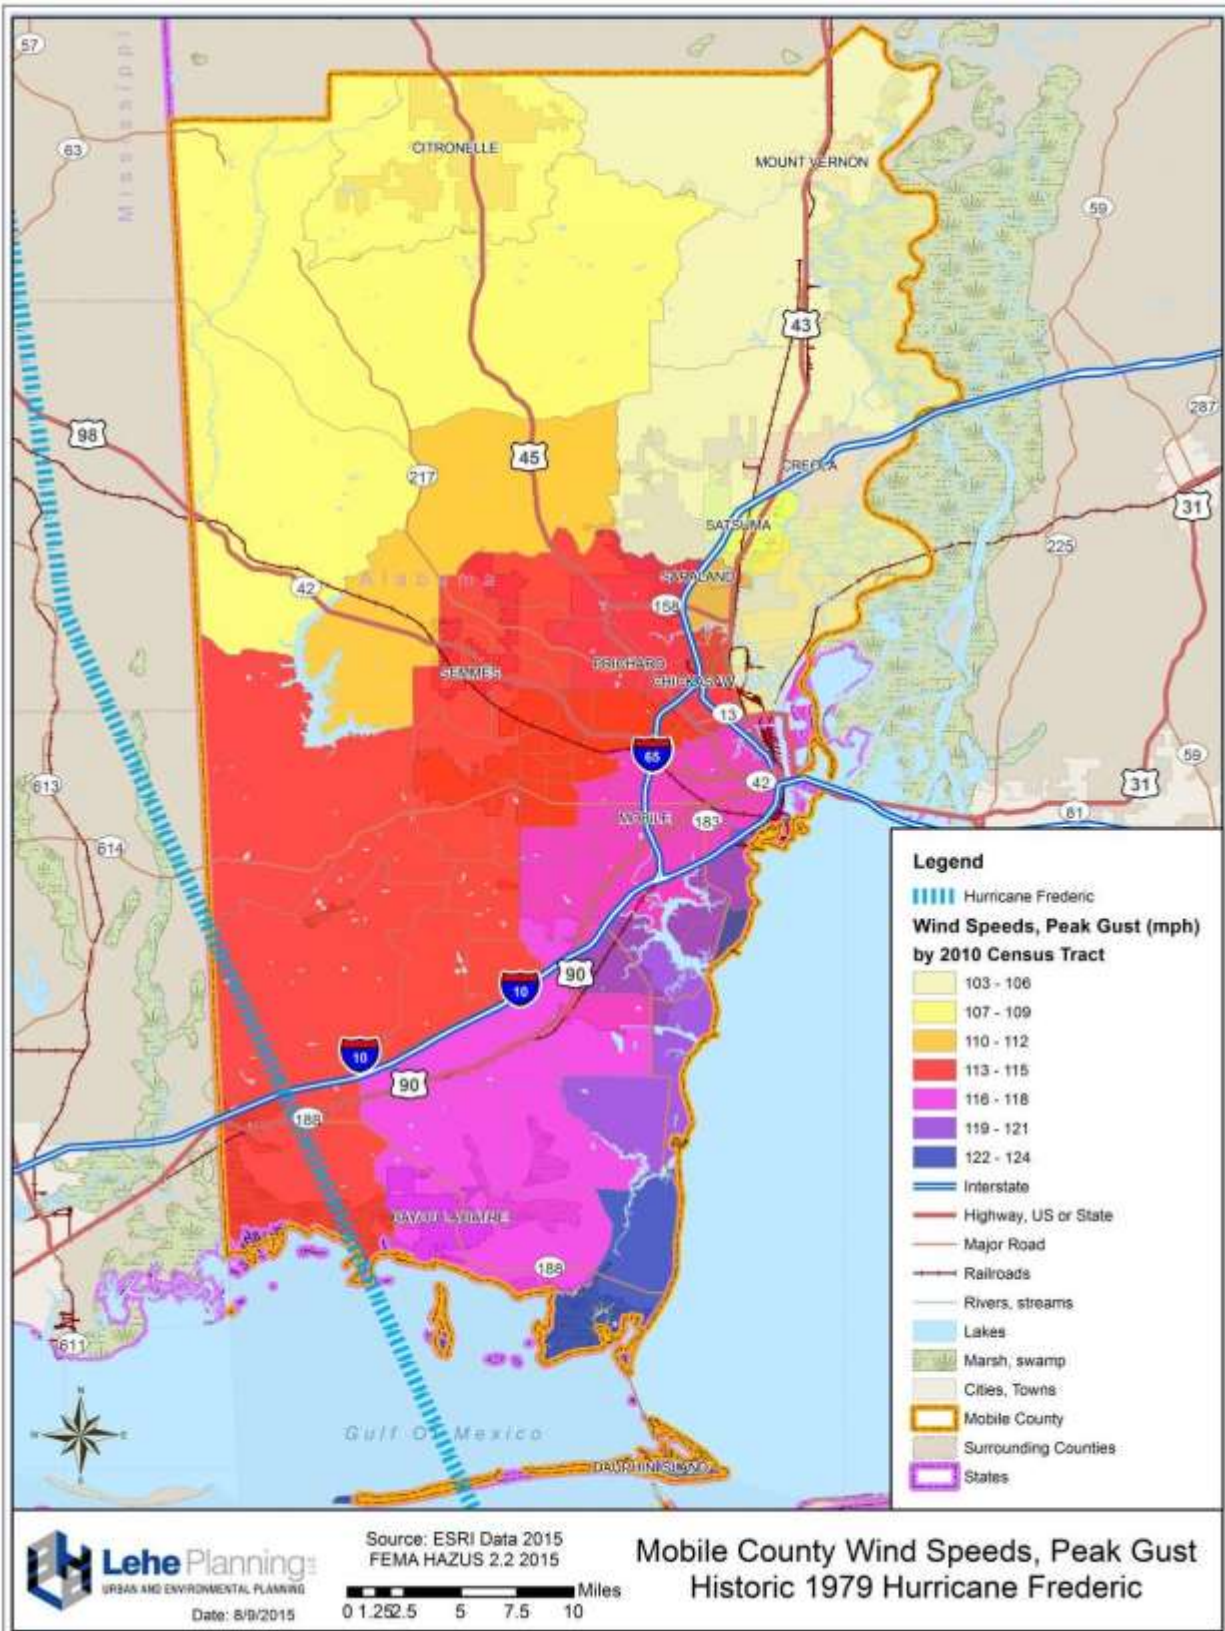 57
Mississippi
63
CITRONELLE
MOUNT VERNON
59
43
98
45
217
287
CREOLA
31
SATSUMA
225
Alabama
42
SARALAND
158
SEMMES
PRICHARD
CHICKASAW
13
65
59
613
42
31
MOBILE
183
81
614
90
10
10
90
188
BAYOU LA BATRE
188
611
N
W
E
S
Gulf Of Mexico
DAUPHIN ISLAND
Legend
Hurricane Frederic
Wind Speeds, Peak Gust (mph)
by 2010 Census Tract
103 - 106
107 - 109
110 - 112
113 - 115
116 - 118
119 - 121
122 - 124
Interstate
Highway, US or State
Major Road
Railroads
Rivers, streams
Lakes
Marsh, swamp
Cities, Towns
Mobile County
Surrounding Counties
States
Lehe Planning
URBAN AND ENVIRONMENTAL PLANNING
Date: 8/9/2015
Source: ESRI Data 2015
FEMA HAZUS 2.2 2015
Miles
0 1.252.5 5 7.5 10
Mobile County Wind Speeds, Peak Gust
Historic 1979 Hurricane Frederic